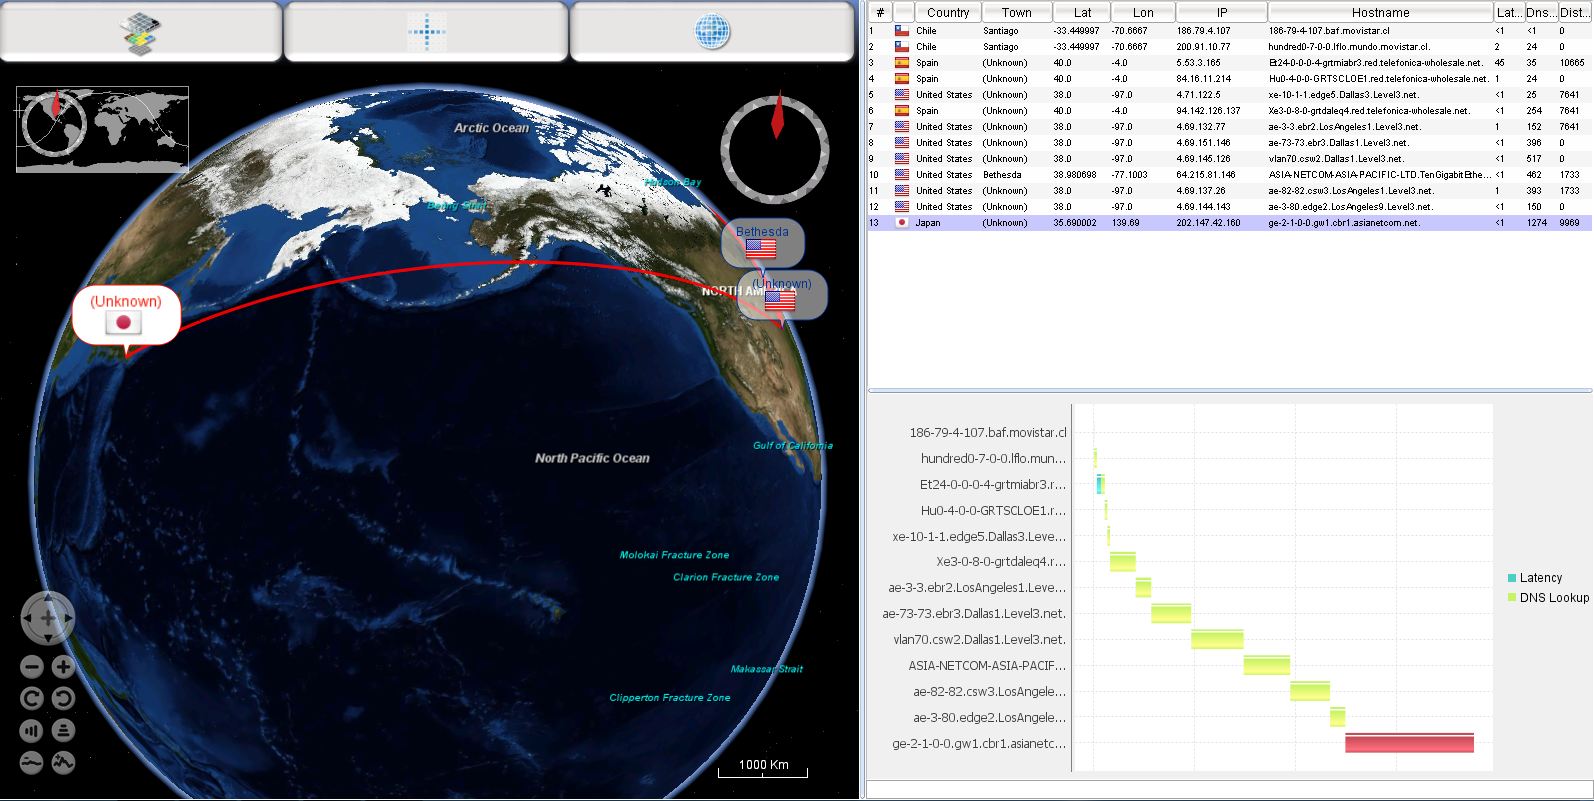 Arctic Ocean
Hudson Bay
Bering Strait
Bethesda
(Unknown)
NORTH AMERICA
(Unknown)
Gulf of California
North Pacific Ocean
Molokai Fracture Zone
Clarion Fracture Zone
Makassar Strait
Clipperton Fracture Zone
1000 Km
# Country Town Lat Lon IP Hostname Lat... Dns... Dist...
1 Chile Santiago -33.449997 -70.6667 186.79.4.107 186-79-4-107.baf.movistar.cl <1 <1 0
2 Chile Santiago -33.449997 -70.6667 200.91.10.77 hundred0-7-0-0.lflo.mundo.movistar.cl. 2 24 0
3 Spain (Unknown) 40.0 -4.0 5.53.3.165 Et24-0-0-0-4-grtmiabr3.red.telefonica-wholesale.net. 45 35 10665
4 Spain (Unknown) 40.0 -4.0 84.16.11.214 Hu0-4-0-0-GRTSCLOE1.red.telefonica-wholesale.net. 1 24 0
5 United States (Unknown) 38.0 -97.0 4.71.122.5 xe-10-1-1.edge5.Dallas3.Level3.net. <1 25 7641
6 Spain (Unknown) 40.0 -4.0 94.142.126.137 Xe3-0-8-0-grtdaleq4.red.telefonica-wholesale.net. <1 254 7641
7 United States (Unknown) 38.0 -97.0 4.69.132.77 ae-3-3.ebr2.LosAngeles1.Level3.net. 1 152 7641
8 United States (Unknown) 38.0 -97.0 4.69.151.146 ae-73-73.ebr3.Dallas1.Level3.net. <1 396 0
9 United States (Unknown) 38.0 -97.0 4.69.145.126 vlan70.csw2.Dallas1.Level3.net. <1 517 0
10 United States Bethesda 38.980698 -77.1003 64.215.81.146 ASIA-NETCOM-ASIA-PACIFIC-LTD.TenGigabitEthe... <1 462 1733
11 United States (Unknown) 38.0 -97.0 4.69.137.26 ae-82-82.csw3.LosAngeles1.Level3.net. 1 393 1733
12 United States (Unknown) 38.0 -97.0 4.69.144.143 ae-3-80.edge2.LosAngeles9.Level3.net. <1 150 0
13 Japan (Unknown) 35.690002 139.69 202.147.42.160 ge-2-1-0-0.gw1.cbr1.asianetcom.net. <1 1274 9969
186-79-4-107.baf.movistar.cl
hundred0-7-0-0.lflo.mun...
Et24-0-0-0-4-grtmiabr3.r...
Hu0-4-0-0-GRTSCLOE1.r...
xe-10-1-1.edge5.Dallas3.Leve...
Xe3-0-8-0-grtdaleq4.r...
ae-3-3.ebr2.LosAngeles1.Leve...
ae-73-73.ebr3.Dallas1.Level3.net.
vlan70.csw2.Dallas1.Level3.net.
ASIA-NETCOM-ASIA-PACIF...
ae-82-82.csw3.LosAngele...
ae-3-80.edge2.LosAngele...
ge-2-1-0-0.gw1.cbr1.asianetc...
Latency
DNS Lookup